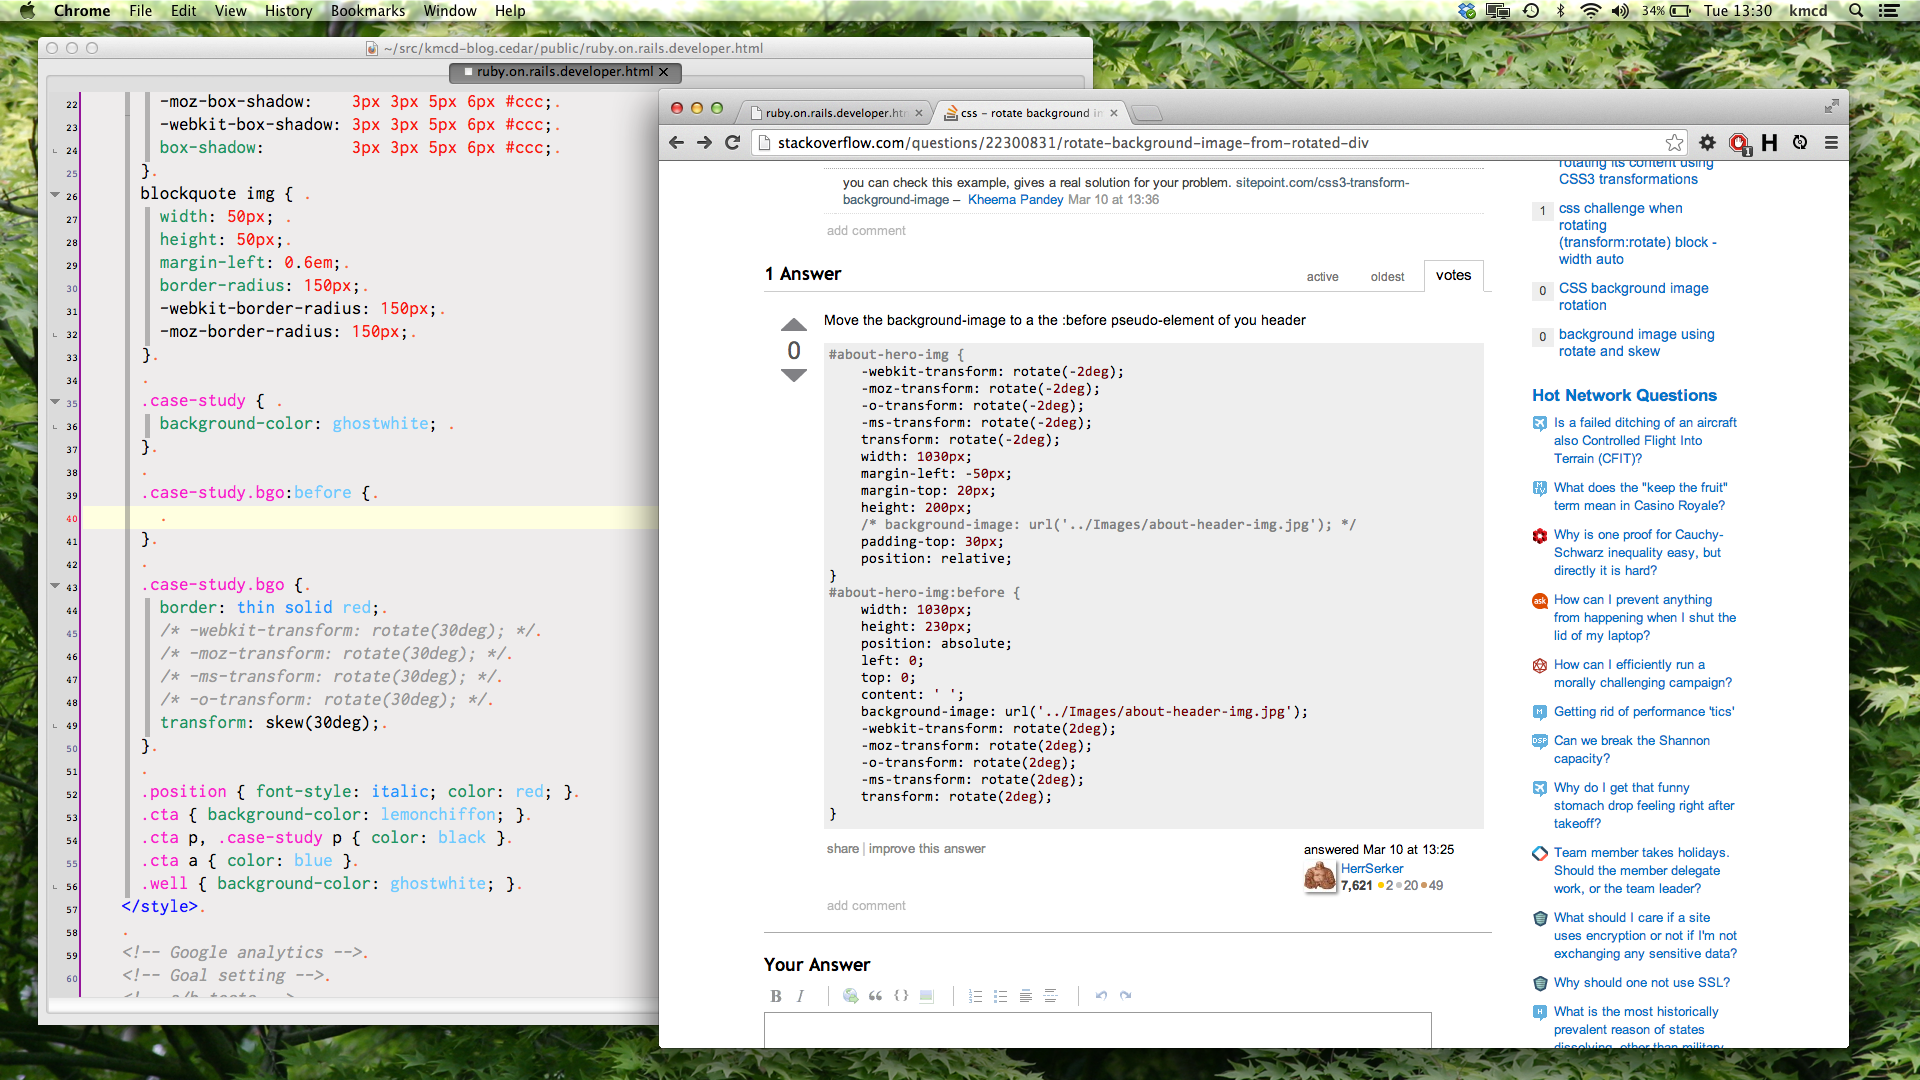 Chrome File Edit View History Bookmarks Window Help 34% Tue 13:30 kmcd
~/src/kmcd-blog.cedar/public/ruby.on.rails.developer.html
ruby.on.rails.developer.html
22 -moz-box-shadow: 3px 3px 5px 6px #ccc;.
23 -webkit-box-shadow: 3px 3px 5px 6px #ccc;.
24 box-shadow: 3px 3px 5px 6px #ccc;.
25 }.
26 blockquote img { .
27 width: 50px; .
28 height: 50px;.
29 margin-left: 0.6em;.
30 border-radius: 150px;.
31 -webkit-border-radius: 150px;.
32 -moz-border-radius: 150px;.
33 }.
34 .
35 .case-study { .
36 background-color: ghostwhite; .
37 }.
38 .
39 .case-study.bgo:before {.
40 .
41 }.
42 .
43 .case-study.bgo {.
44 border: thin solid red;.
45 /* -webkit-transform: rotate(30deg); */.
46 /* -moz-transform: rotate(30deg); */.
47 /* -ms-transform: rotate(30deg); */.
48 /* -o-transform: rotate(30deg); */.
49 transform: skew(30deg);.
50 }.
51 .
52 .position { font-style: italic; color: red; }.
53 .cta { background-color: lemonchiffon; }.
54 .cta p, .case-study p { color: black }.
55 .cta a { color: blue }.
56 .well { background-color: ghostwhite; }.
57 </style>.
58 .
59 <!-- Google analytics -->.
60 <!-- Goal setting -->.
ruby.on.rails.developer.htm
css - rotate background im
stackoverflow.com/questions/22300831/rotate-background-image-from-rotated-div
1
H
you can check this example, gives a real solution for your problem. sitepoint.com/css3-transform-
background-image – Kheema Pandey Mar 10 at 13:36
add comment
1 Answer
active oldest votes
0
Move the background-image to a the :before pseudo-element of you header
#about-hero-img {
-webkit-transform: rotate(-2deg);
-moz-transform: rotate(-2deg);
-o-transform: rotate(-2deg);
-ms-transform: rotate(-2deg);
transform: rotate(-2deg);
width: 1030px;
margin-left: -50px;
margin-top: 20px;
height: 200px;
/* background-image: url('../Images/about-header-img.jpg'); */
padding-top: 30px;
position: relative;
}
#about-hero-img:before {
width: 1030px;
height: 230px;
position: absolute;
left: 0;
top: 0;
content: ' ';
background-image: url('../Images/about-header-img.jpg');
-webkit-transform: rotate(2deg);
-moz-transform: rotate(2deg);
-o-transform: rotate(2deg);
-ms-transform: rotate(2deg);
transform: rotate(2deg);
}
share | improve this answer
answered Mar 10 at 13:25
HerrSerker
7,621 2 20 49
add comment
Your Answer
B I
rotating its content using
CSS3 transformations
1 css challenge when
rotating
(transform:rotate) block -
width auto
0 CSS background image
rotation
0 background image using
rotate and skew
Hot Network Questions
Is a failed ditching of an aircraft
also Controlled Flight Into
Terrain (CFIT)?
What does the "keep the fruit"
term mean in Casino Royale?
Why is one proof for Cauchy-
Schwarz inequality easy, but
directly it is hard?
ask How can I prevent anything
from happening when I shut the
lid of my laptop?
How can I efficiently run a
morally challenging campaign?
M Getting rid of performance 'tics'
DSP Can we break the Shannon
capacity?
Why do I get that funny
stomach drop feeling right after
takeoff?
Team member takes holidays.
Should the member delegate
work, or the team leader?
What should I care if a site
uses encryption or not if I'm not
exchanging any sensitive data?
Why should one not use SSL?
What is the most historically
prevalent reason of states
dissolving, other than military